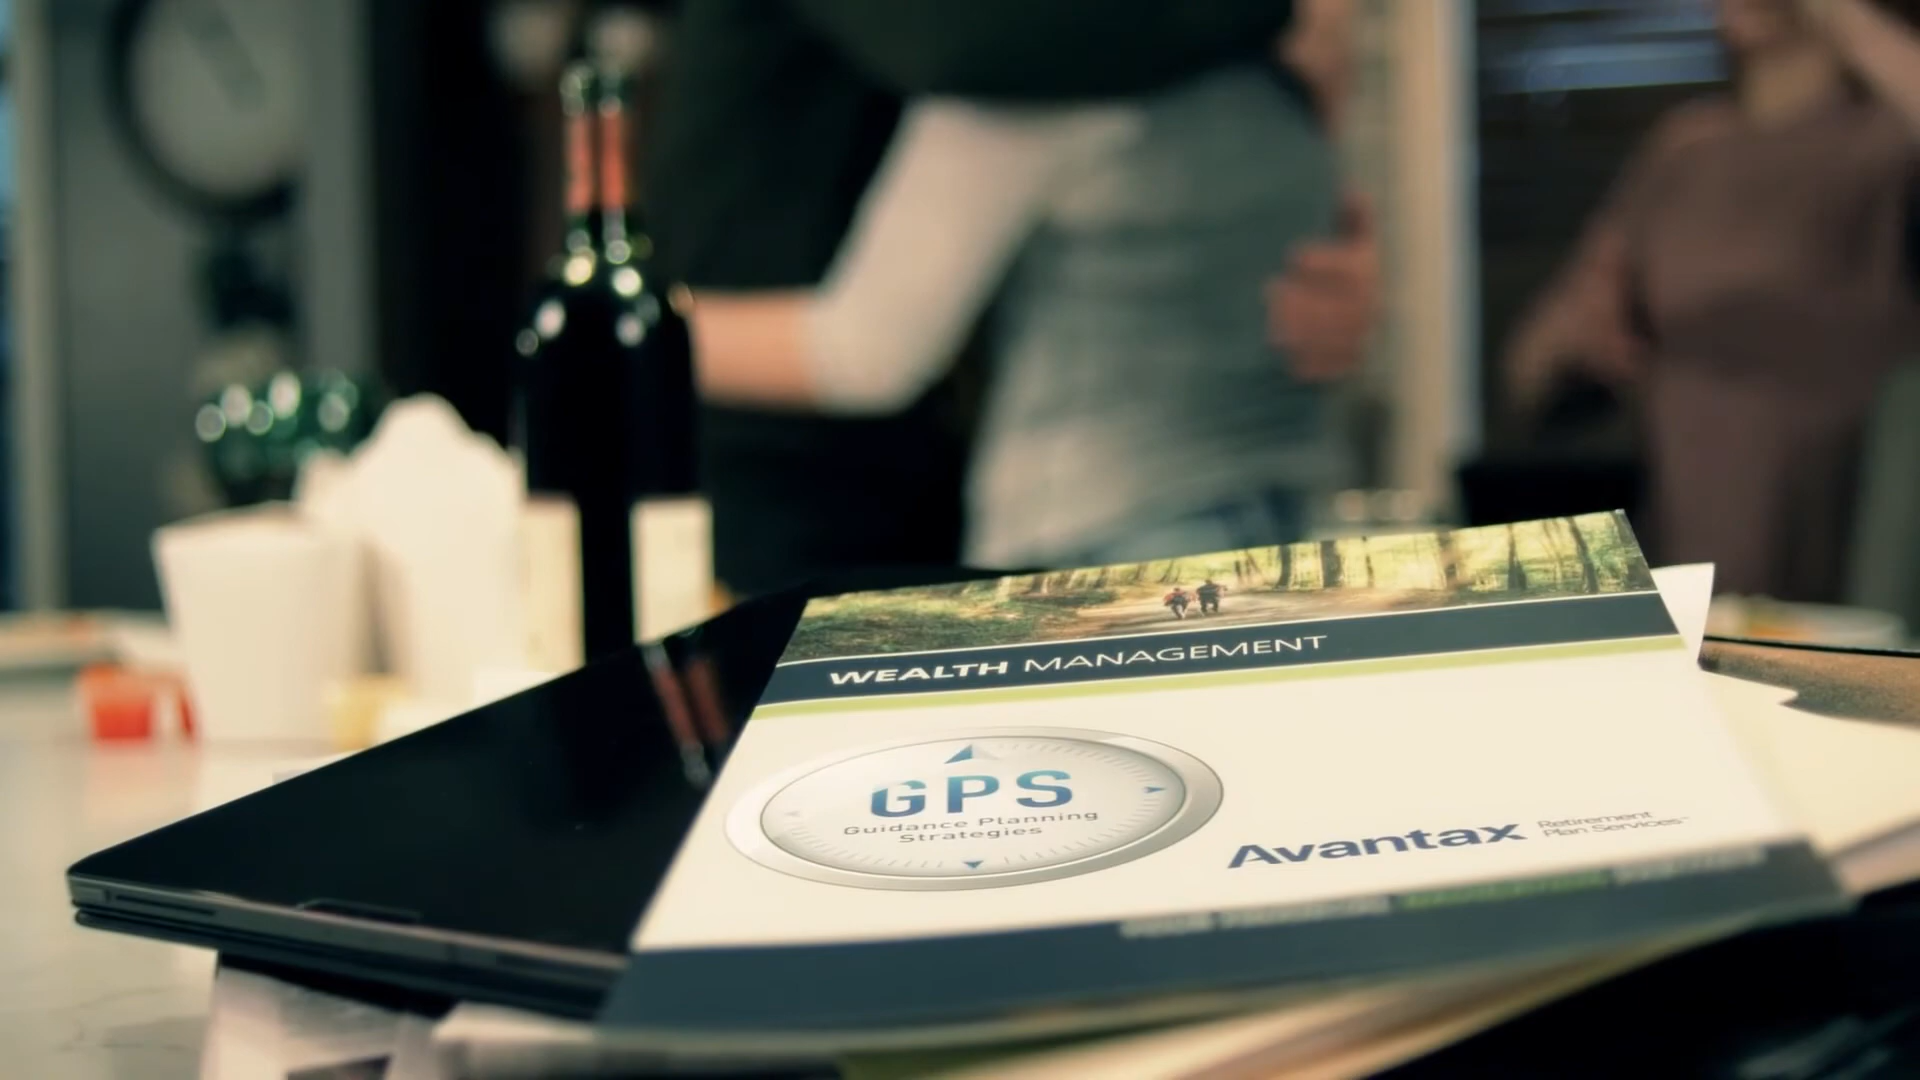 WEALTH MANAGEMENT
GPS
Guidance Planning
Strategies
Avantax
Retirement
Plan Services